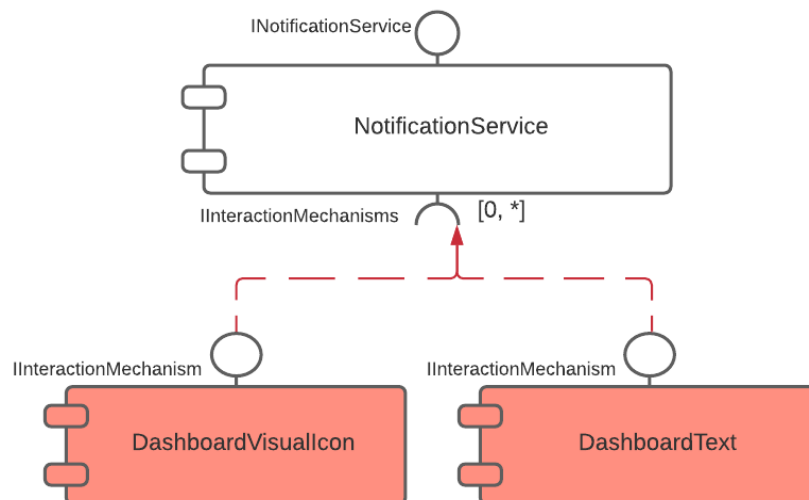 INotificationService
NotificationService
IInteractionMechanisms
[0, *]
IInteractionMechanism
IInteractionMechanism
DashboardVisualIcon
DashboardText